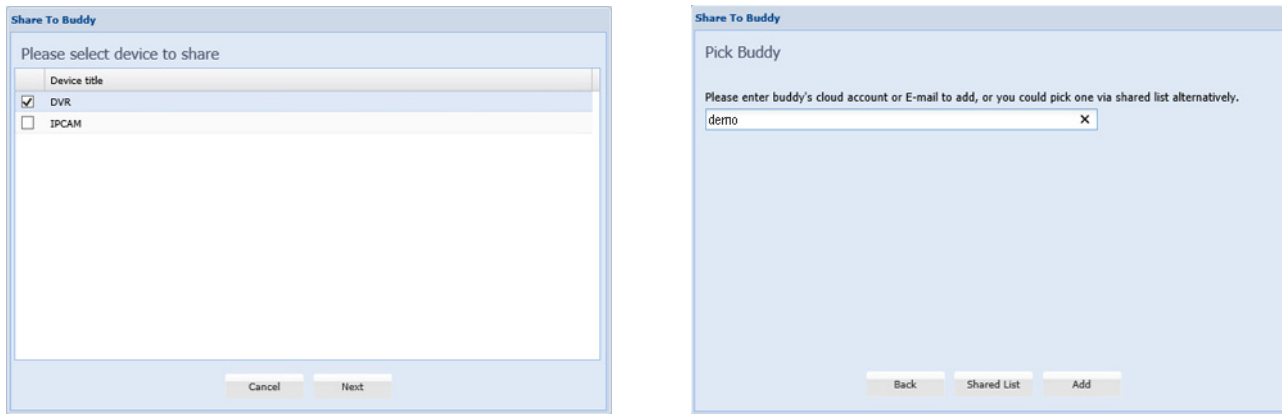 Share To Buddy
Please select device to share
Device title
DVR
IPCAM
Cancel Next
Share To Buddy
Pick Buddy
Please enter buddy's cloud account or E-mail to add, or you could pick one via shared list alternatively.
demo
Back Shared List Add